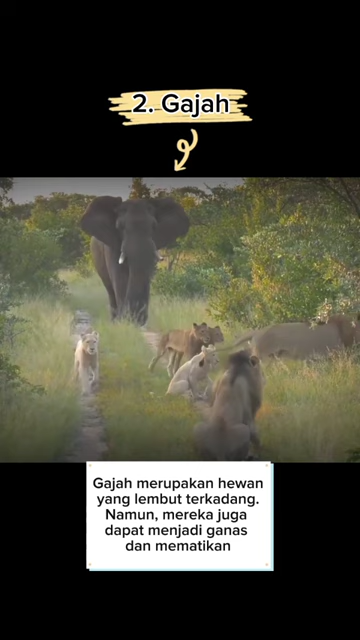 2. Gajah
Gajah merupakan hewan
yang lembut terkadang.
Namun, mereka juga
dapat menjadi ganas
dan mematikan